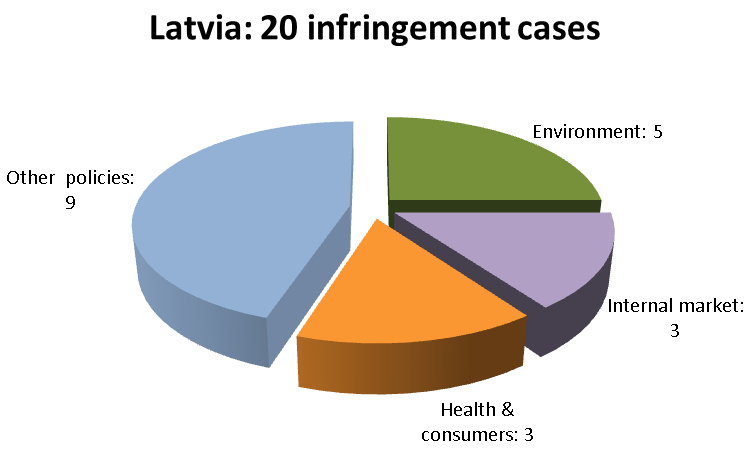 Latvia: 20 infringement cases
Environment: 5
Other policies:
9
Internal market:
3
Health &
consumers: 3